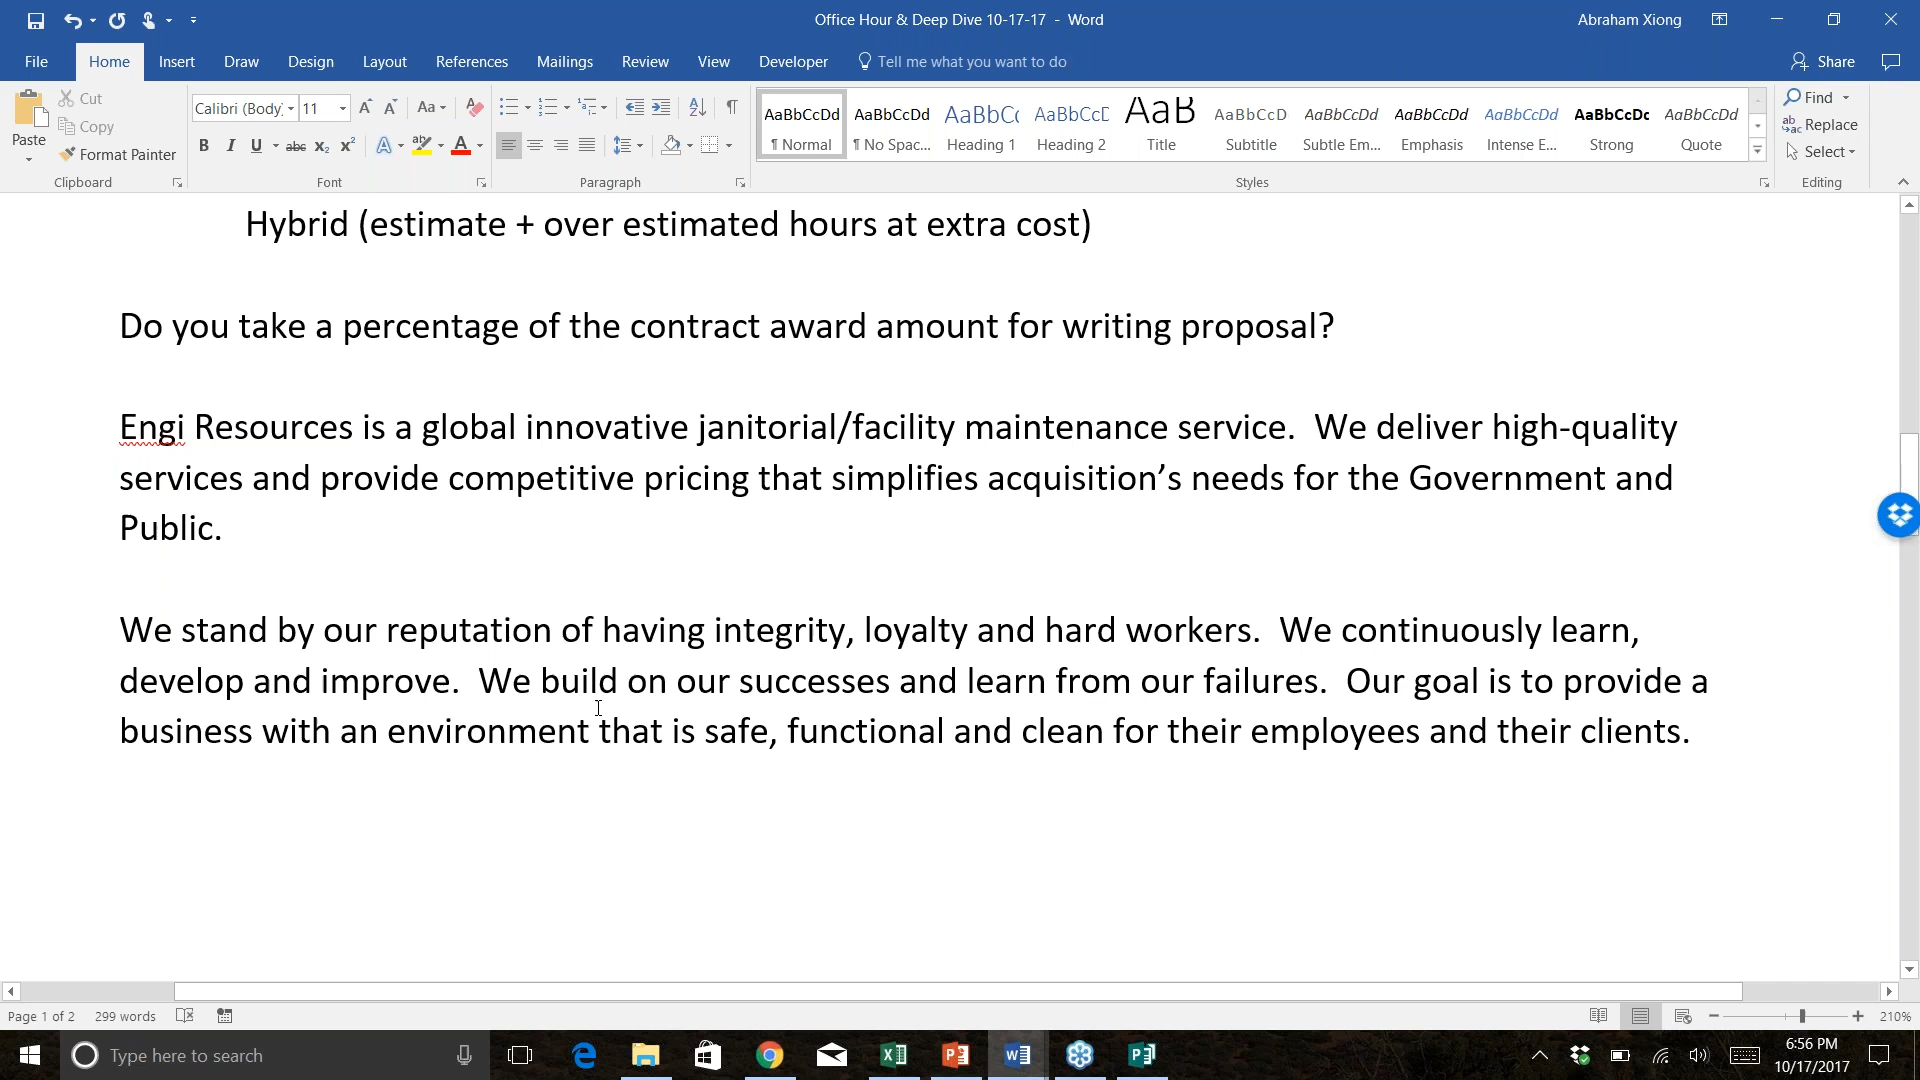 Office Hour & Deep Dive 10-17-17 - Word
Abraham Xiong
File Home Insert Draw Design Layout References Mailings Review View Developer Tell me what you want to do Share
Paste Cut Copy Format Painter Clipboard
Calibri (Body) 11 Aa Font
Paragraph
AaBbCcDd AaBbCcDd AaBbCc AaBbCcD AaB AaBbCcD AaBbCcDd AaBbCcDd AaBbCcDd AaBbCcDc AaBbCcDd
¶ Normal ¶ No Spac... Heading 1 Heading 2 Title Subtitle Subtle Em... Emphasis Intense E... Strong Quote
Styles
Find Replace Select Editing
Hybrid (estimate + over estimated hours at extra cost)
Do you take a percentage of the contract award amount for writing proposal?
Engi Resources is a global innovative janitorial/facility maintenance service. We deliver high-quality
services and provide competitive pricing that simplifies acquisition’s needs for the Government and
Public.
We stand by our reputation of having integrity, loyalty and hard workers. We continuously learn,
develop and improve. We build on our successes and learn from our failures. Our goal is to provide a
business with an environment that is safe, functional and clean for their employees and their clients.
Page 1 of 2 299 words 210%
Type here to search
6:56 PM
10/17/2017